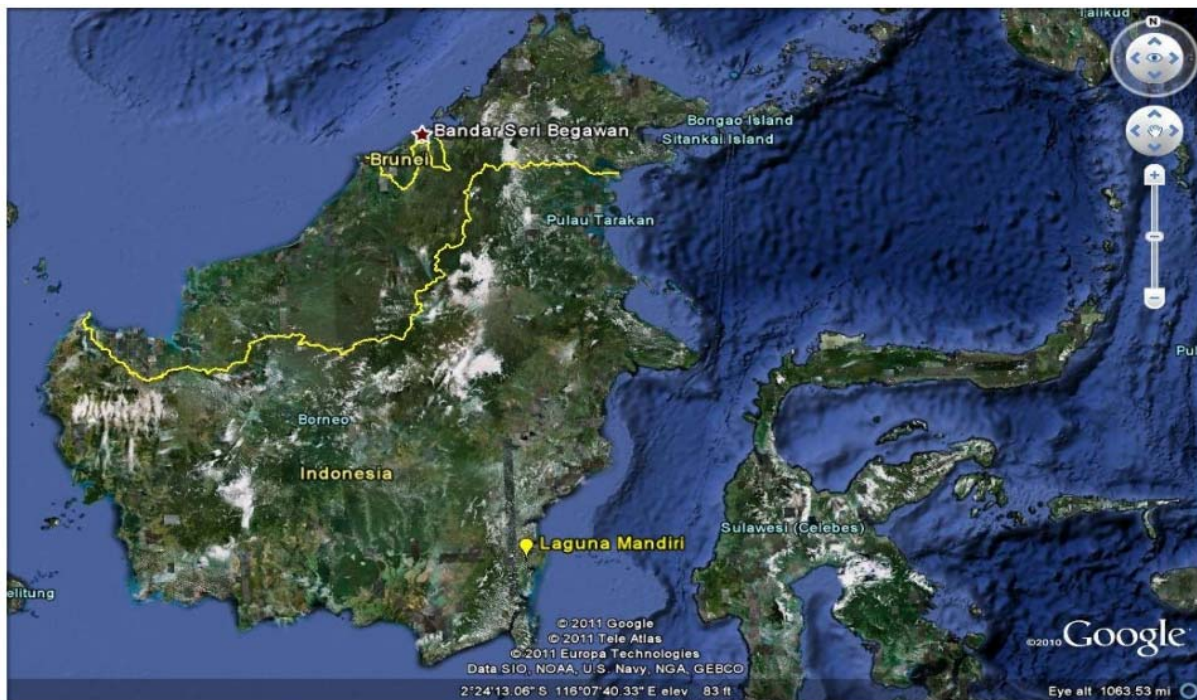 Talikud
N
Bongao Island
Sitankai Island
Bandar Seri Begawan
Brunei
Pulau Tarakan
Borneo
Indonesia
Laguna Mandiri
Sulawesi (Celebes)
elitung
Pul
© 2011 Google
© 2011 Tele Atlas
© 2011 Europa Technologies
Data SIO, NOAA, U.S. Navy, NGA, GEBCO
©2010 Google
2°24'13.06" S 116°07'40.33" E elev 83 ft
Eye alt 1063.53 mi